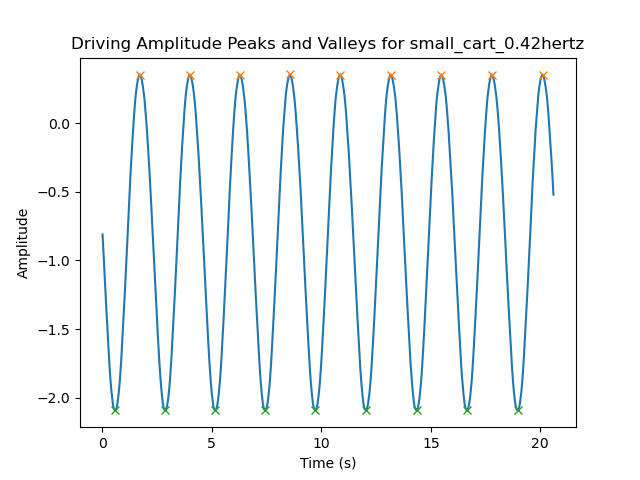 Driving Amplitude Peaks and Valleys for small_cart_0.42hertz
Amplitude
0.0
−0.5
−1.0
−1.5
−2.0
0 5 10 15 20
Time (s)